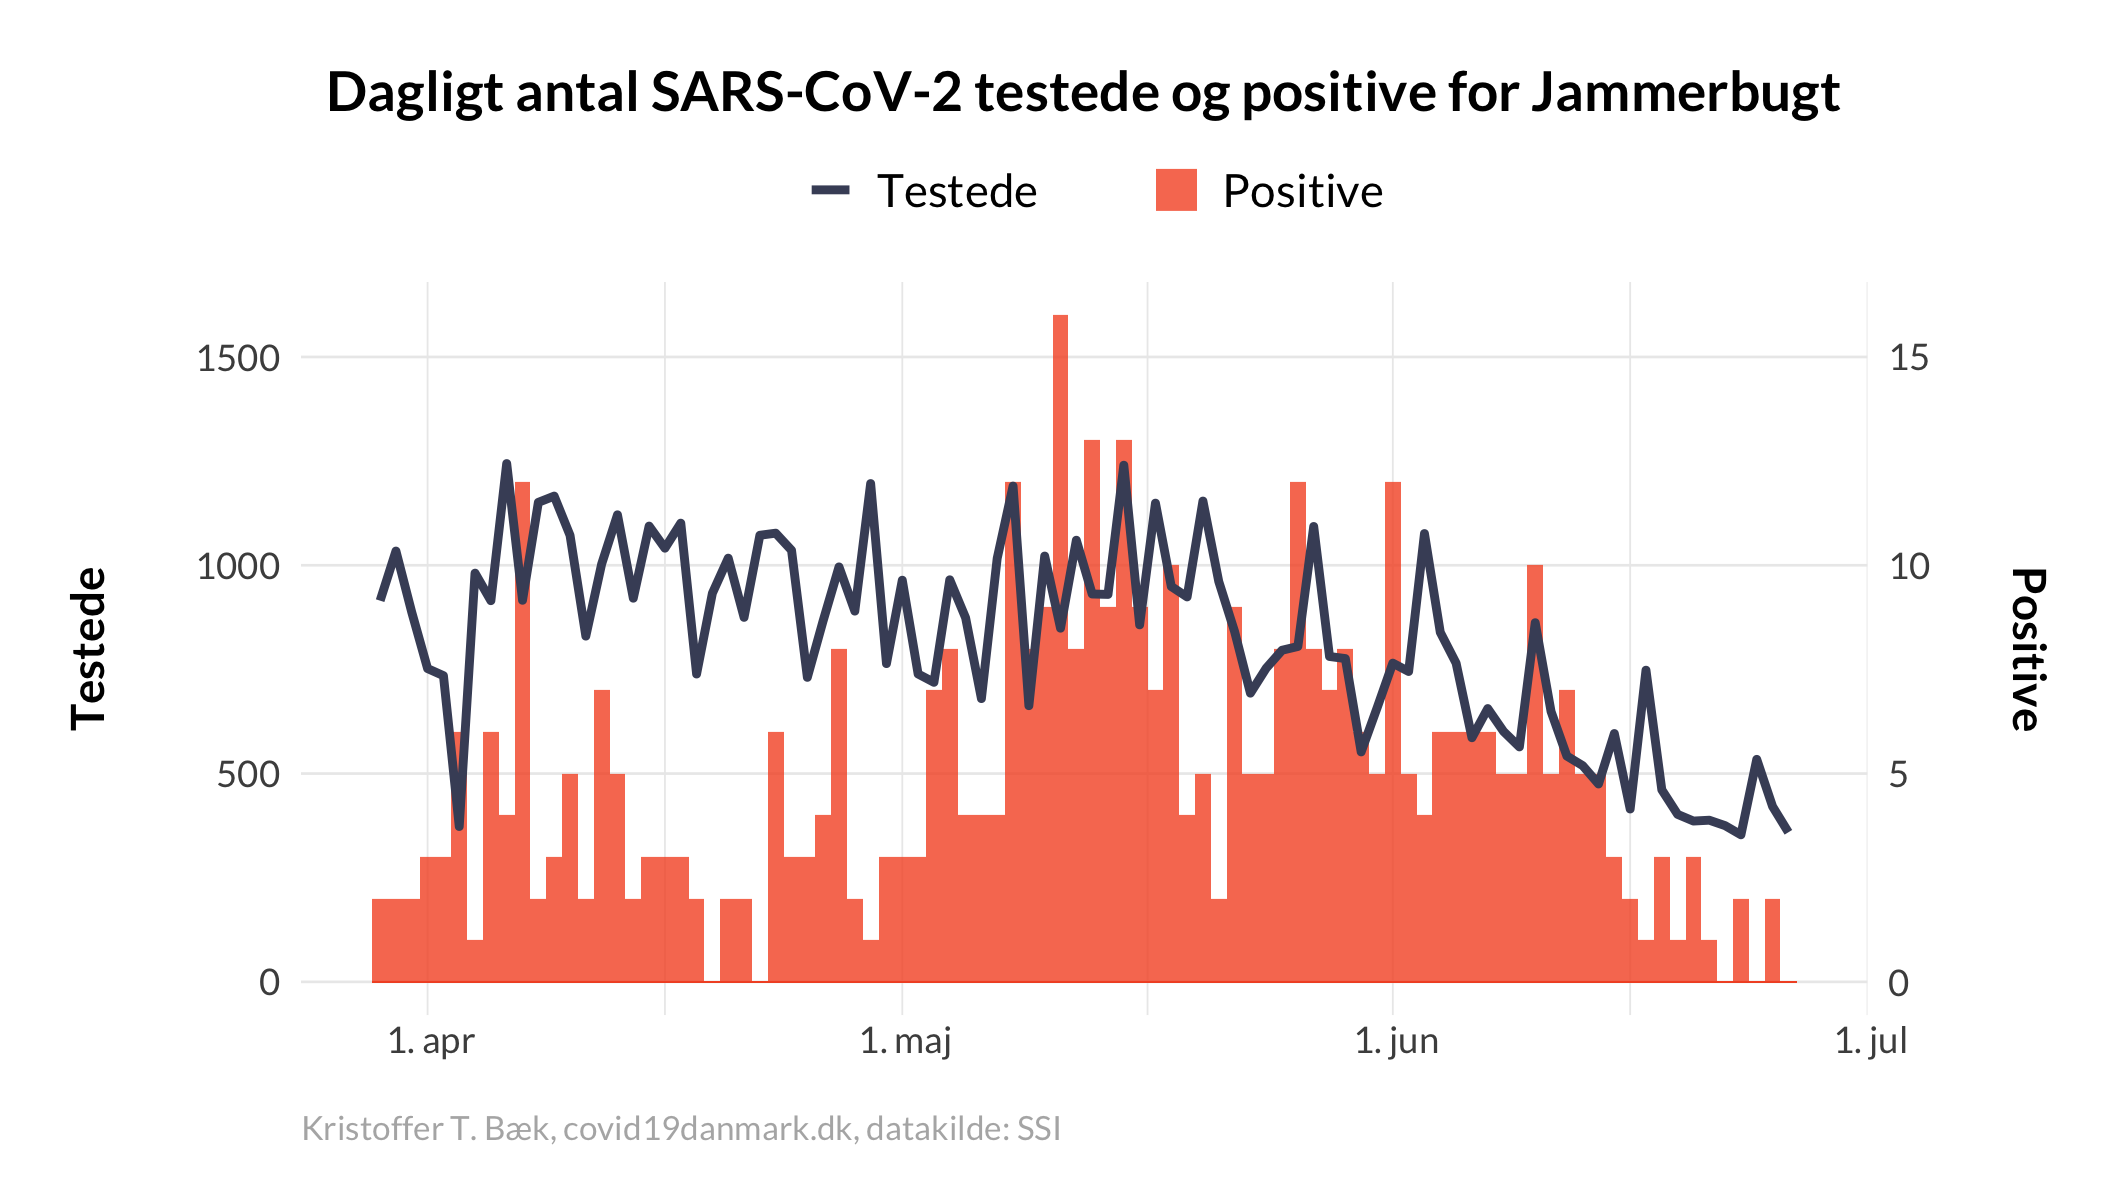 Dagligt antal SARS-CoV-2 testede og positive for Jammerbugt
Testede Positive
1500 15
1000 10
Testede
Positive
500 5
0 0
1. apr 1. maj 1. jun 1. jul
Kristoffer T. Bæk, covid19danmark.dk, datakilde: SSI